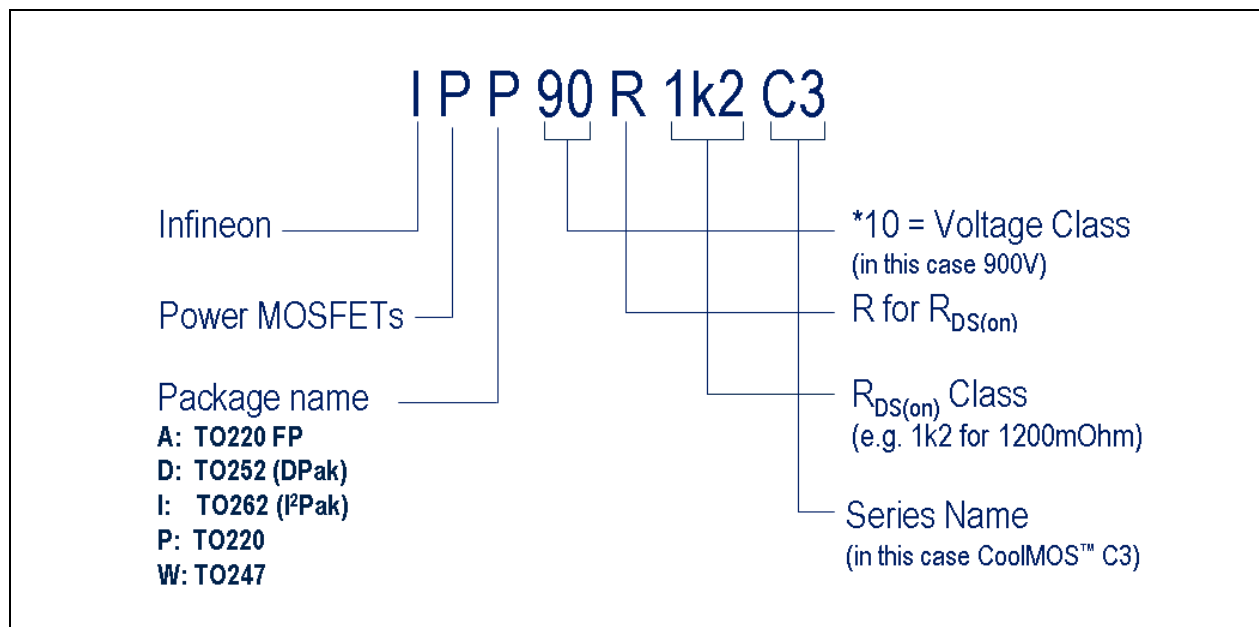 I P P 90 R 1k2 C3
Infineon
*10 = Voltage Class
(in this case 900V)
Power MOSFETs
R for RDS(on)
Package name
A: TO220 FP
D: TO252 (DPak)
I: TO262 (I²Pak)
P: TO220
W: TO247
RDS(on) Class
(e.g. 1k2 for 1200mOhm)
Series Name
(in this case CoolMOS™ C3)